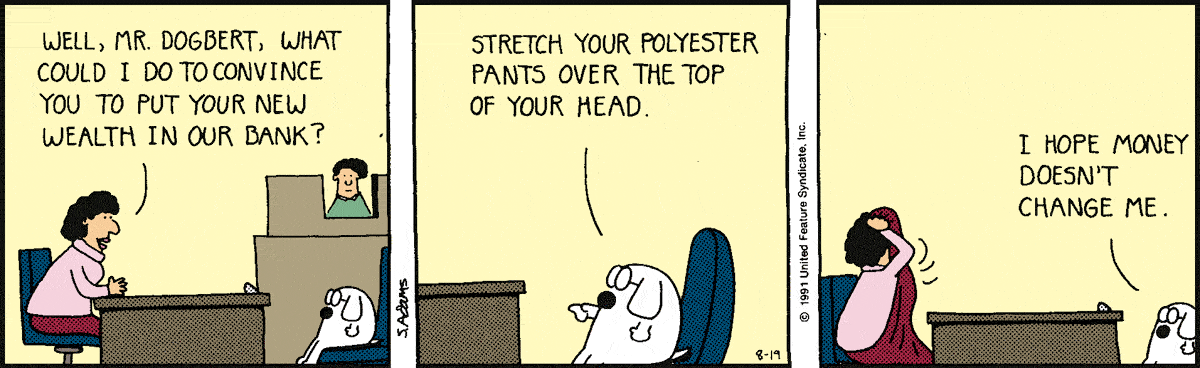 WELL, MR. DOGBERT, WHAT
COULD I DO TO CONVINCE
YOU TO PUT YOUR NEW
WEALTH IN OUR BANK?
S.ADAMS
STRETCH YOUR POLYESTER
PANTS OVER THE TOP
OF YOUR HEAD.
8-19
© 1991 United Feature Syndicate, Inc.
I HOPE MONEY
DOESN'T
CHANGE ME.